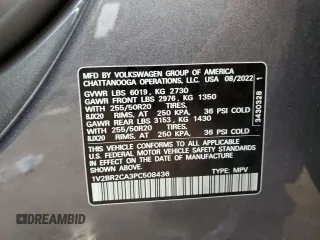 MFD. BY VOLKSWAGEN GROUP OF AMERICA
CHATTANOOGA OPERATIONS, LLC. USA 08/2022
GVWR LBS 6019, KG 2730
GAWR FRONT LBS 2976, KG 1350
WITH 255/50R20 TIRES,
8JX20 RIMS, AT 250 KPA, 36 PSI COLD
GAWR REAR LBS 3153, KG 1430
WITH 255/50R20 TIRES,
8JX20 RIMS, AT 250 KPA, 36 PSI COLD
THIS VEHICLE CONFORMS TO ALL APPLICABLE
FEDERAL MOTOR VEHICLE SAFETY STANDARDS
IN EFFECT ON THE DATE OF MANUFACTURE
SHOWN ABOVE.
1V2BR2CA3PC508436 TYPE: MPV
3430328 1